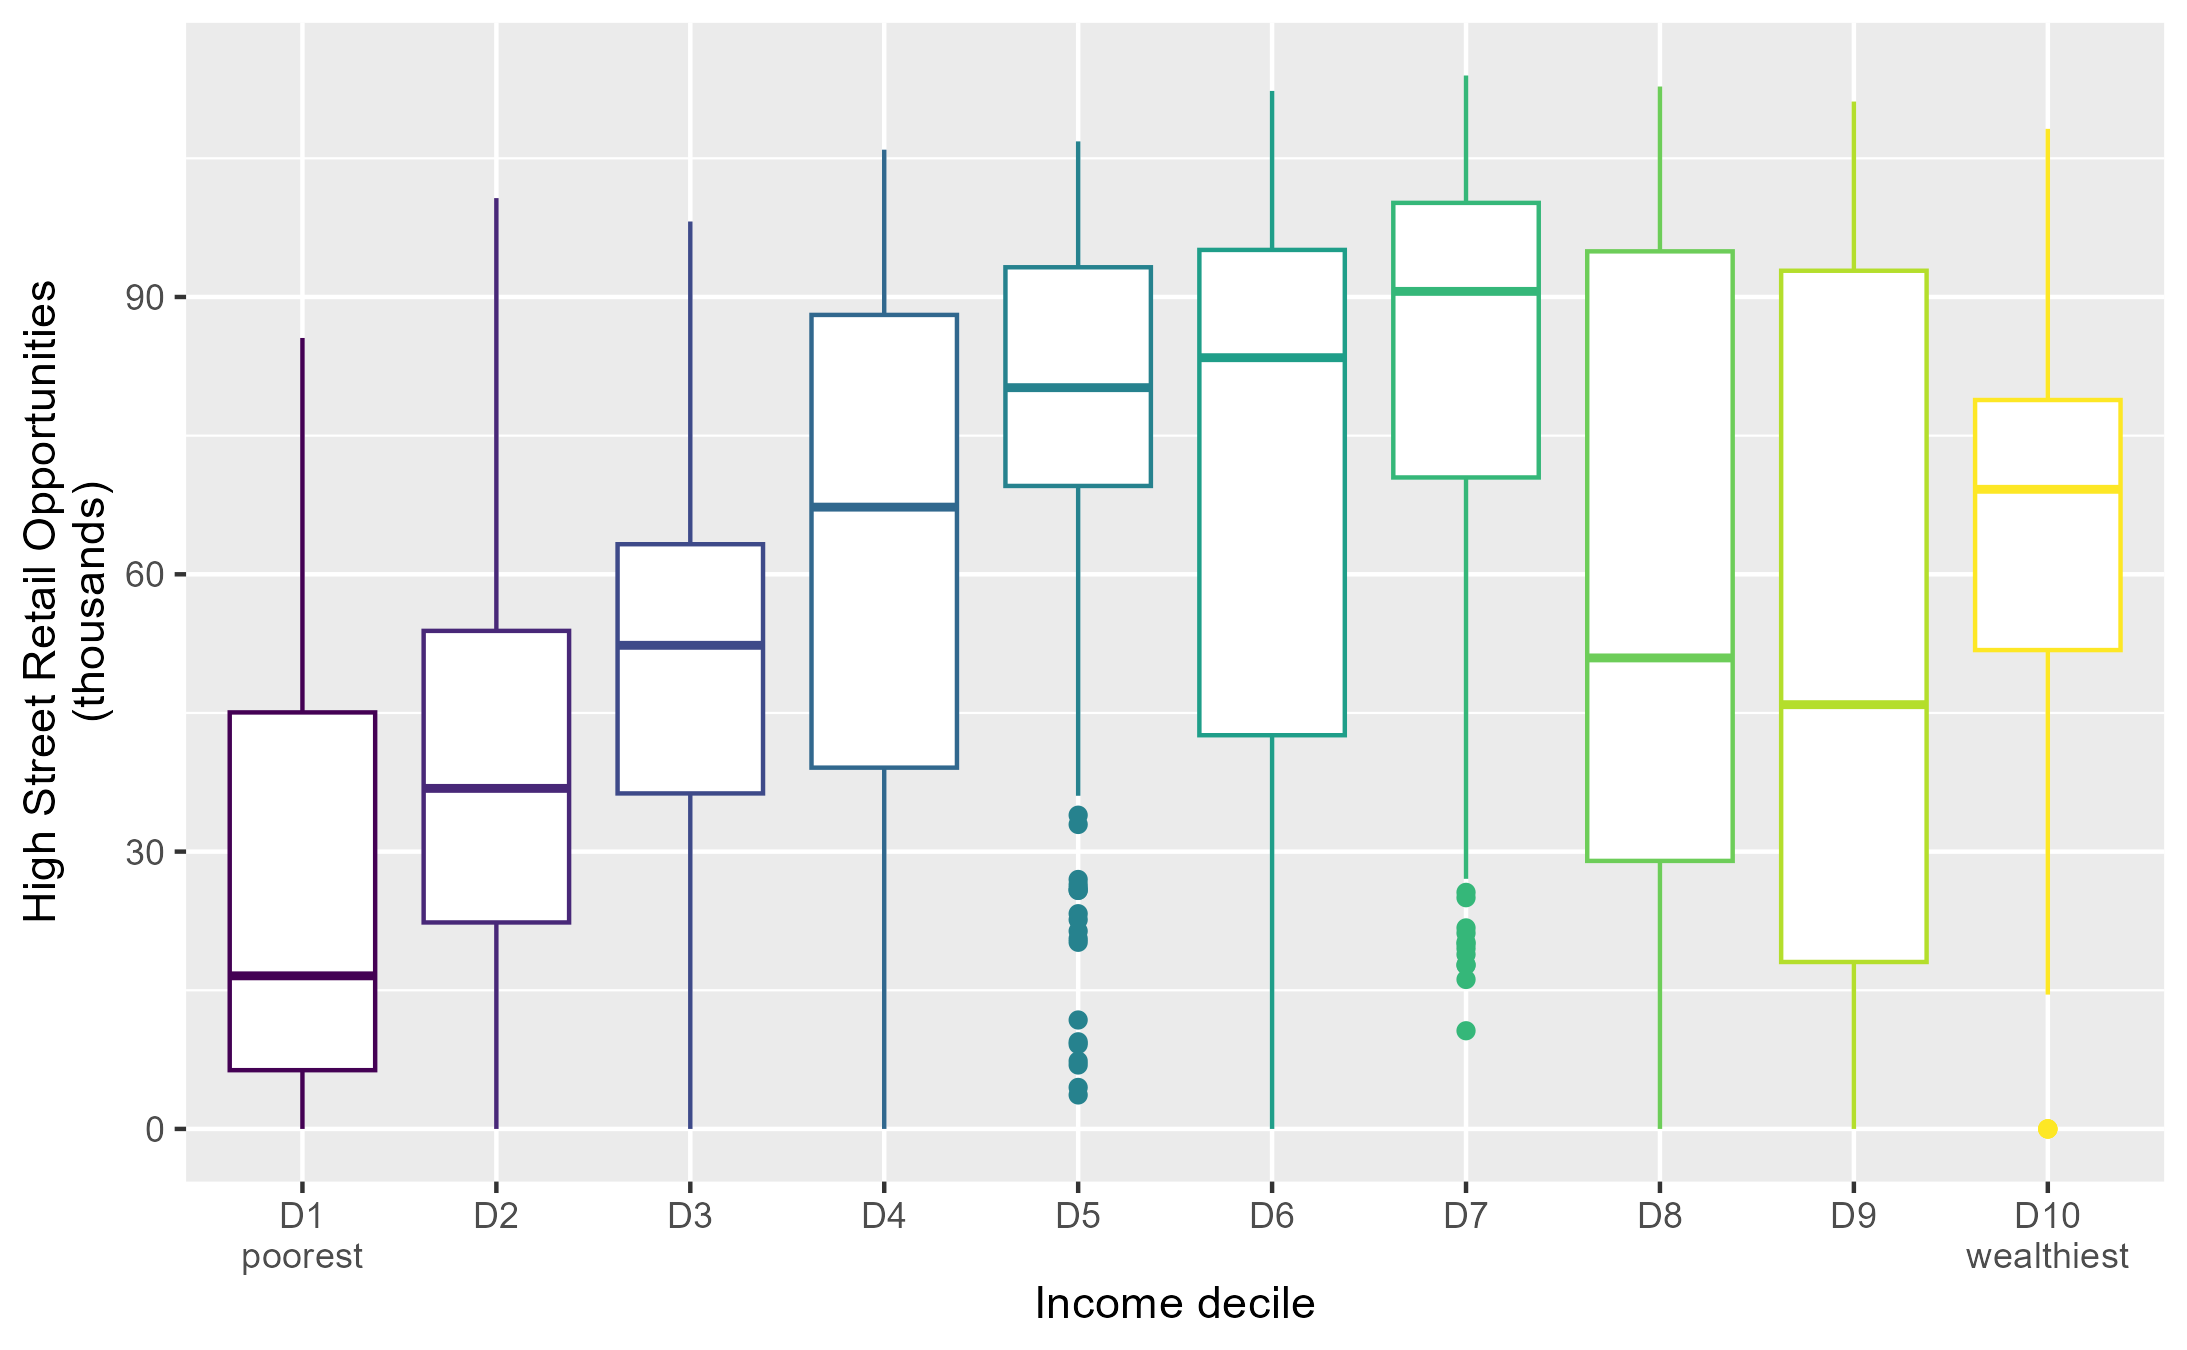 High Street Retail Opportunities
(thousands)
90
60
30
0
D1 D2 D3 D4 D5 D6 D7 D8 D9 D10
poorest wealthiest
Income decile